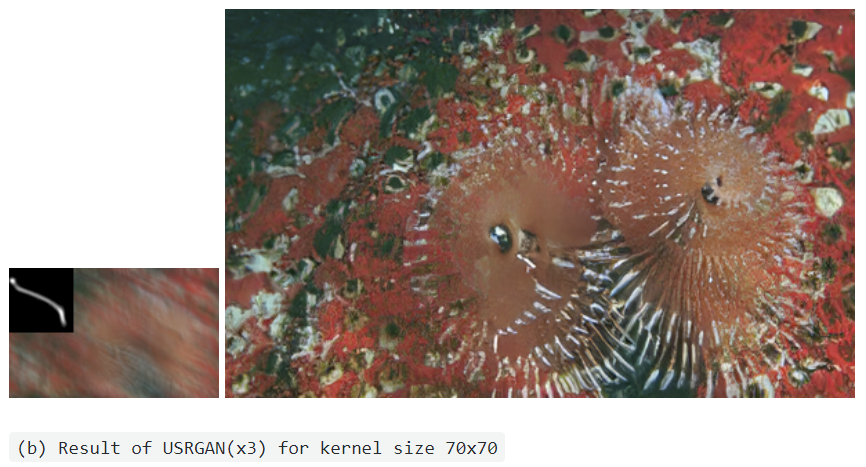 (b) Result of USRGAN(x3) for kernel size 70x70